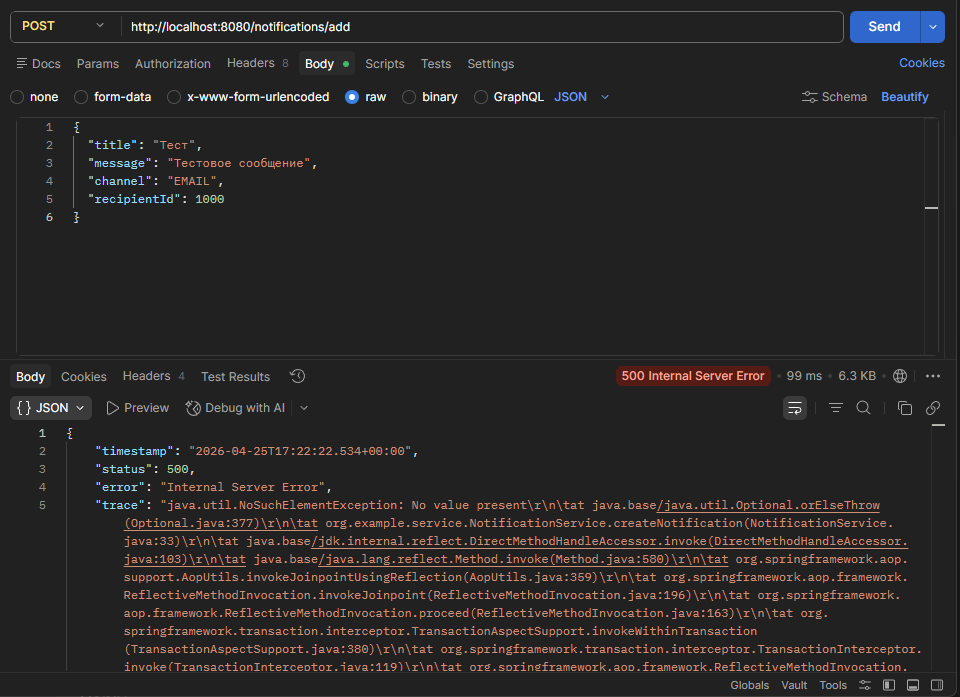 POST http://localhost:8080/notifications/add Send
Docs Params Authorization Headers 8 Body Scripts Tests Settings Cookies
none form-data x-www-form-urlencoded raw binary GraphQL JSON Schema Beautify
1 {
2 "title": "Тест",
3 "message": "Тестовое сообщение",
4 "channel": "EMAIL",
5 "recipientId": 1000
6 }
Body Cookies Headers 4 Test Results 500 Internal Server Error 99 ms 6.3 KB
{} JSON Preview Debug with AI
1 {
2 "timestamp": "2026-04-25T17:22:22.534+00:00",
3 "status": 500,
4 "error": "Internal Server Error",
5 "trace": "java.util.NoSuchElementException: No value present\r\n\tat java.base/java.util.Optional.orElseThrow
(Optional.java:377)\r\n\tat org.example.service.NotificationService.createNotification(NotificationService.
java:33)\r\n\tat java.base/jdk.internal.reflect.DirectMethodHandleAccessor.invoke(DirectMethodHandleAccessor.
java:103)\r\n\tat java.base/java.lang.reflect.Method.invoke(Method.java:580)\r\n\tat org.springframework.aop.
support.AopUtils.invokeJoinpointUsingReflection(AopUtils.java:359)\r\n\tat org.springframework.aop.framework.
ReflectiveMethodInvocation.invokeJoinpoint(ReflectiveMethodInvocation.java:196)\r\n\tat org.springframework.
aop.framework.ReflectiveMethodInvocation.proceed(ReflectiveMethodInvocation.java:163)\r\n\tat org.
springframework.transaction.interceptor.TransactionAspectSupport.invokeWithinTransaction
(TransactionAspectSupport.java:380)\r\n\tat org.springframework.transaction.interceptor.TransactionInterceptor.
invoke(TransactionInterceptor.java:119)\r\n\tat org.springframework.aop.framework.ReflectiveMethodInvocation.
Globals Vault Tools